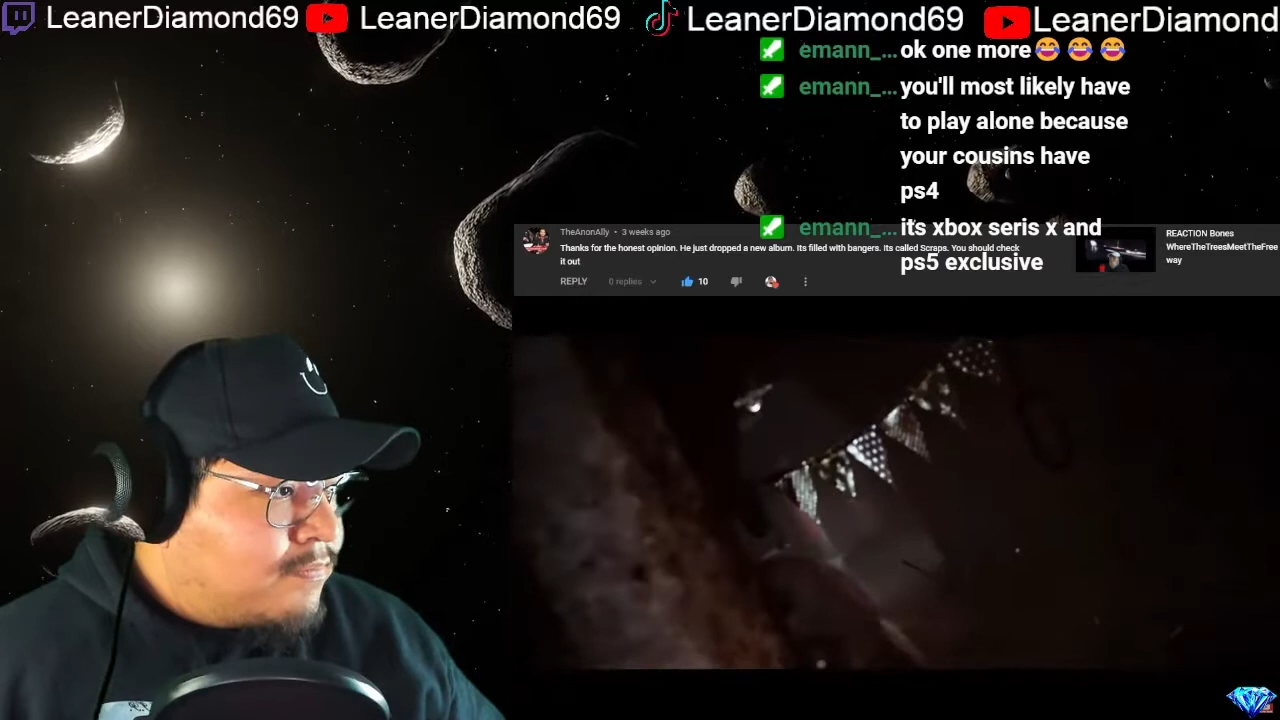 LeanerDiamond69 LeanerDiamond69 LeanerDiamond69 LeanerDiamond
emann_... ok one more😂 😂 😂
emann_... you'll most likely have
to play alone because
your cousins have
ps4
emann_... its xbox seris x and
ps5 exclusive
TheAnonAlly • 3 weeks ago
Thanks for the honest opinion. He just dropped a new album. Its filled with bangers. Its called Scraps. You should check
it out
REPLY 0 replies 10
REACTION Bones
WhereTheTreesMeetTheFree
way